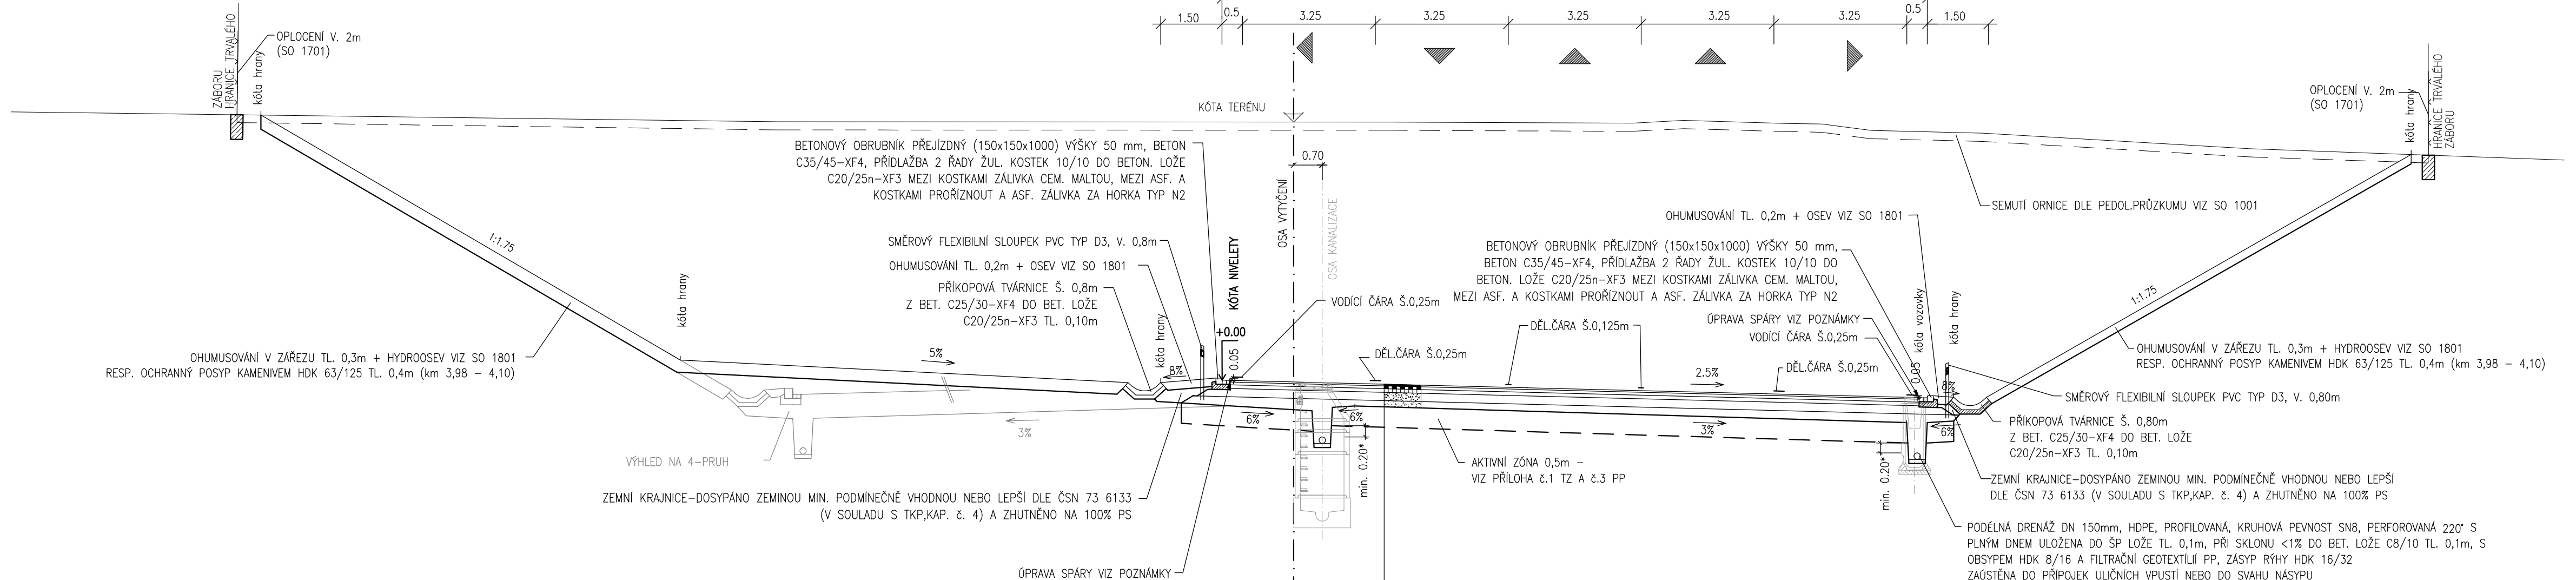 1.50
0.5
3.25
3.25
3.25
3.25
3.25
0.5
1.50
OPLOCENÍ V. 2m
(SO 1701)
ZÁBORU
HRANICE TRVALÉHO
kóta hrany
KÓTA TERÉNU
OPLOCENÍ V. 2m
(SO 1701)
kóta hrany
HRANICE TRVALÉHO
ZÁBORU
BETONOVÝ OBRUBNÍK PŘEJÍZDNÝ (150x150x1000) VÝŠKY 50 mm, BETON
C35/45-XF4, PŘÍDLAŽBA 2 ŘADY ŽUL. KOSTEK 10/10 DO BETON. LOŽE
C20/25n-XF3 MEZI KOSTKAMI ZÁLIVKA CEM. MALTOU, MEZI ASF. A
KOSTKAMI PROŘÍZNOUT A ASF. ZÁLIVKA ZA HORKA TYP N2
0.70
OSA VYTYČENÍ
OSA KANALIZACE
SEMUTÍ ORNICE DLE PEDOL.PRŮZKUMU VIZ SO 1001
1:1.75
SMĚROVÝ FLEXIBILNÍ SLOUPEK PVC TYP D3, V. 0,8m
OHUMUSOVÁNÍ TL. 0,2m + OSEV VIZ SO 1801
PŘÍKOPOVÁ TVÁRNICE Š. 0,8m
Z BET. C25/30-XF4 DO BET. LOŽE
C20/25n-XF3 TL. 0,10m
KÓTA NIVELETY
+0.00
0.05
kóta hrany
kóta hrany
VODÍCÍ ČÁRA Š.0,25m
OHUMUSOVÁNÍ TL. 0,2m + OSEV VIZ SO 1801
BETONOVÝ OBRUBNÍK PŘEJÍZDNÝ (150x150x1000) VÝŠKY 50 mm,
BETON C35/45-XF4, PŘÍDLAŽBA 2 ŘADY ŽUL. KOSTEK 10/10 DO
BETON. LOŽE C20/25n-XF3 MEZI KOSTKAMI ZÁLIVKA CEM. MALTOU,
MEZI ASF. A KOSTKAMI PROŘÍZNOUT A ASF. ZÁLIVKA ZA HORKA TYP N2
ÚPRAVA SPÁRY VIZ POZNÁMKY
VODÍCÍ ČÁRA Š.0,25m
kóta vozovky
kóta hrany
0.05
1:1.75
DĚL.ČÁRA Š.0,125m
DĚL.ČÁRA Š.0,25m
DĚL.ČÁRA Š.0,25m
OHUMUSOVÁNÍ V ZÁŘEZU TL. 0,3m + HYDROOSEV VIZ SO 1801
RESP. OCHRANNÝ POSYP KAMENIVEM HDK 63/125 TL. 0,4m (km 3,98 - 4,10)
5%
8%
2.5%
8%
6%
6%
3%
6%
3%
OHUMUSOVÁNÍ V ZÁŘEZU TL. 0,3m + HYDROOSEV VIZ SO 1801
RESP. OCHRANNÝ POSYP KAMENIVEM HDK 63/125 TL. 0,4m (km 3,98 - 4,10)
SMĚROVÝ FLEXIBILNÍ SLOUPEK PVC TYP D3, V. 0,80m
PŘÍKOPOVÁ TVÁRNICE Š. 0,80m
Z BET. C25/30-XF4 DO BET. LOŽE
C20/25n-XF3 TL. 0,10m
VÝHLED NA 4-PRUH
min. 0.20*
AKTIVNÍ ZÓNA 0,5m -
VIZ PŘÍLOHA č.1 TZ A č.3 PP
min. 0.20*
ZEMNÍ KRAJNICE-DOSYPÁNO ZEMINOU MIN. PODMÍNEČNĚ VHODNOU NEBO LEPŠÍ DLE ČSN 73 6133
(V SOULADU S TKP,KAP. č. 4) A ZHUTNĚNO NA 100% PS
ZEMNÍ KRAJNICE-DOSYPÁNO ZEMINOU MIN. PODMÍNEČNĚ VHODNOU NEBO LEPŠÍ
DLE ČSN 73 6133 (V SOULADU S TKP,KAP. č. 4) A ZHUTNĚNO NA 100% PS
PODÉLNÁ DRENÁŽ DN 150mm, HDPE, PROFILOVANÁ, KRUHOVÁ PEVNOST SN8, PERFOROVANÁ 220° S
PLNÝM DNEM ULOŽENA DO ŠP LOŽE TL. 0,1m, PŘI SKLONU <1% DO BET. LOŽE C8/10 TL. 0,1m, S
OBSYPEM HDK 8/16 A FILTRAČNÍ GEOTEXTÍLIÍ PP, ZÁSYP RÝHY HDK 16/32
ZAÚSTĚNA DO PŘÍPOJEK ULIČNÍCH VPUSTÍ NEBO DO SVAHU NÁSYPU
ÚPRAVA SPÁRY VIZ POZNÁMKY